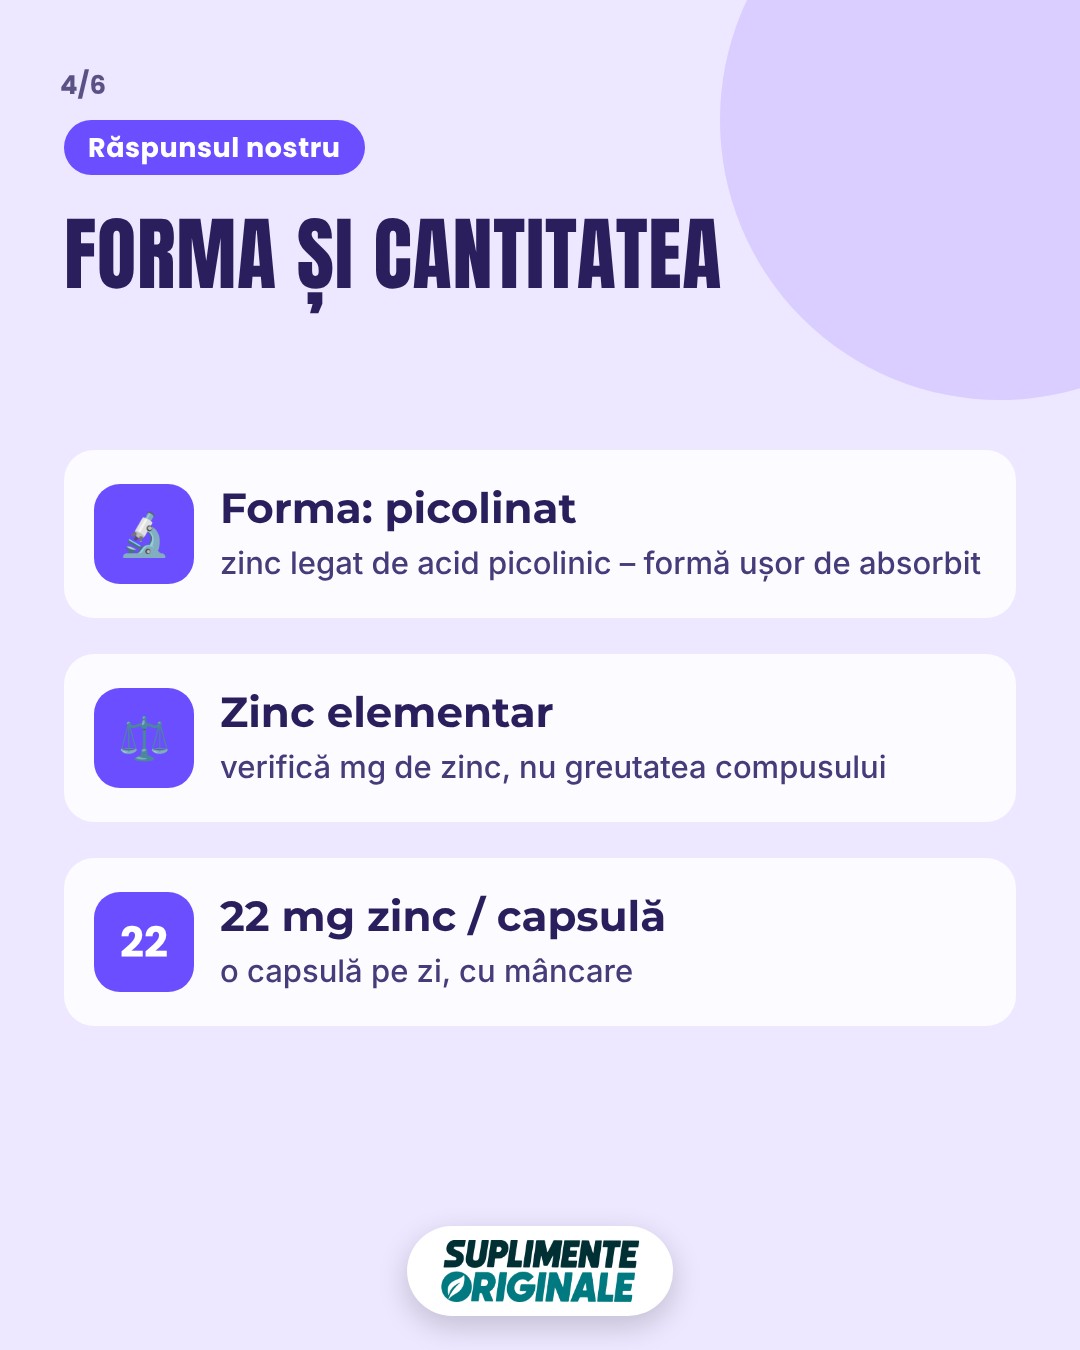 4/6
Răspunsul nostru
FORMA ȘI CANTITATEA
Forma: picolinat
zinc legat de acid picolinic – formă ușor de absorbit
Zinc elementar
verifică mg de zinc, nu greutatea compusului
22
22 mg zinc / capsulă
o capsulă pe zi, cu mâncare
SUPLIMENTE
ORIGINALE